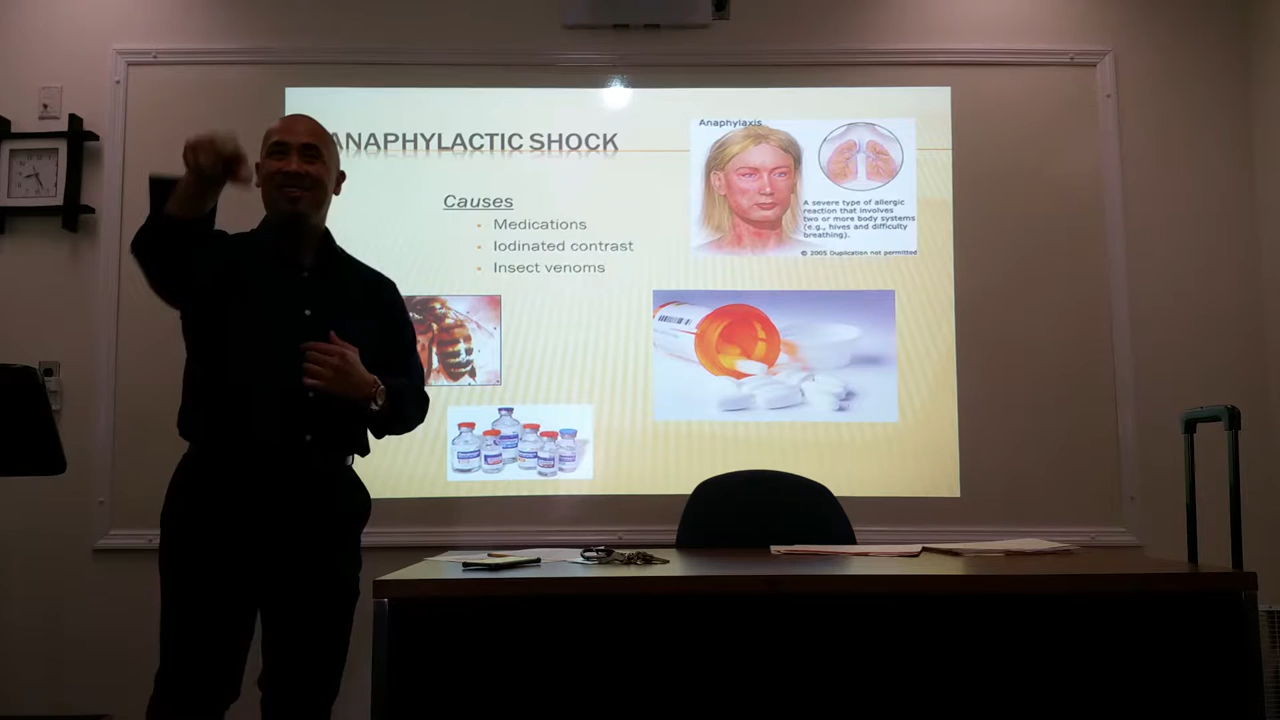 ANAPHYLACTIC SHOCK
Causes
Medications
Iodinated contrast
Insect venoms
Anaphylaxis
A severe type of allergic
reaction that involves
two or more body systems
(e.g., hives and difficulty
breathing).
© 2005 Duplication not permitted